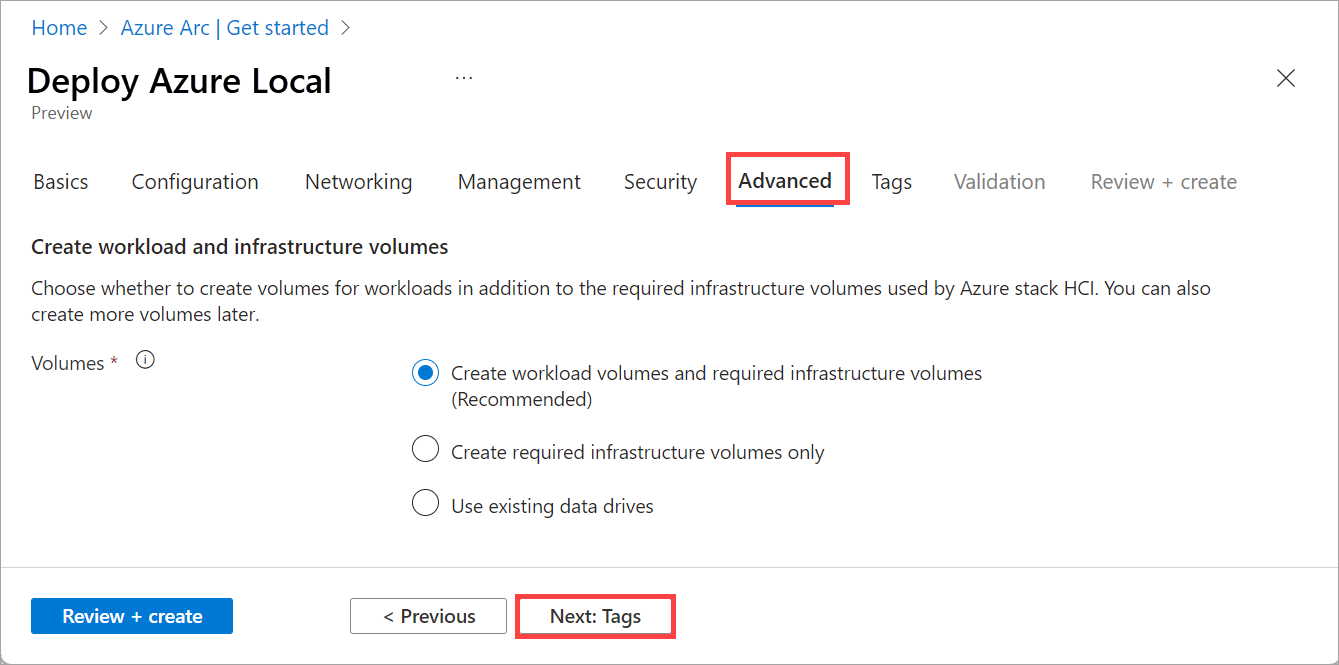 Home > Azure Arc | Get started >
Deploy Azure Local ...
Preview
Basics Configuration Networking Management Security Advanced Tags Validation Review + create
Create workload and infrastructure volumes
Choose whether to create volumes for workloads in addition to the required infrastructure volumes used by Azure stack HCI. You can also
create more volumes later.
Volumes *
Create workload volumes and required infrastructure volumes
(Recommended)
Create required infrastructure volumes only
Use existing data drives
Review + create < Previous Next: Tags